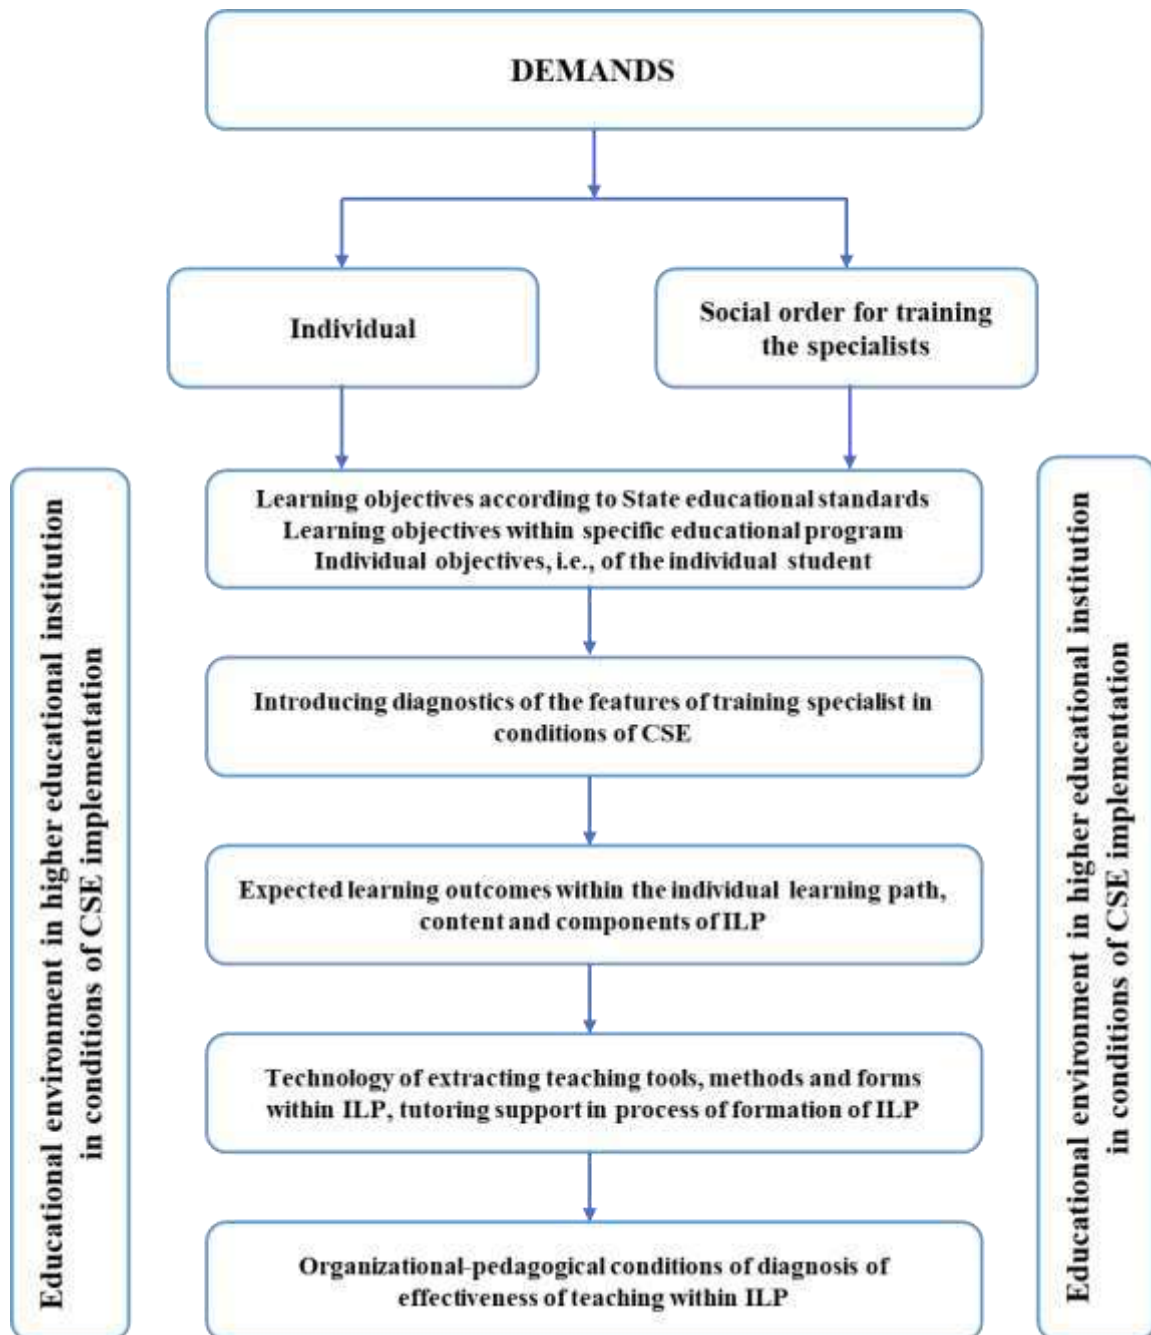 DEMANDS
Individual
Social order for training
the specialists
Educational environment in higher educational institution
in conditions of CSE implementation
Learning objectives according to State educational standards
Learning objectives within specific educational program
Individual objectives, i.e., of the individual student
Introducing diagnostics of the features of training specialist in
conditions of CSE
Expected learning outcomes within the individual learning path,
content and components of ILP
Technology of extracting teaching tools, methods and forms
within ILP, tutoring support in process of formation of ILP
Organizational-pedagogical conditions of diagnosis of
effectiveness of teaching within ILP
Educational environment in higher educational institution
in conditions of CSE implementation